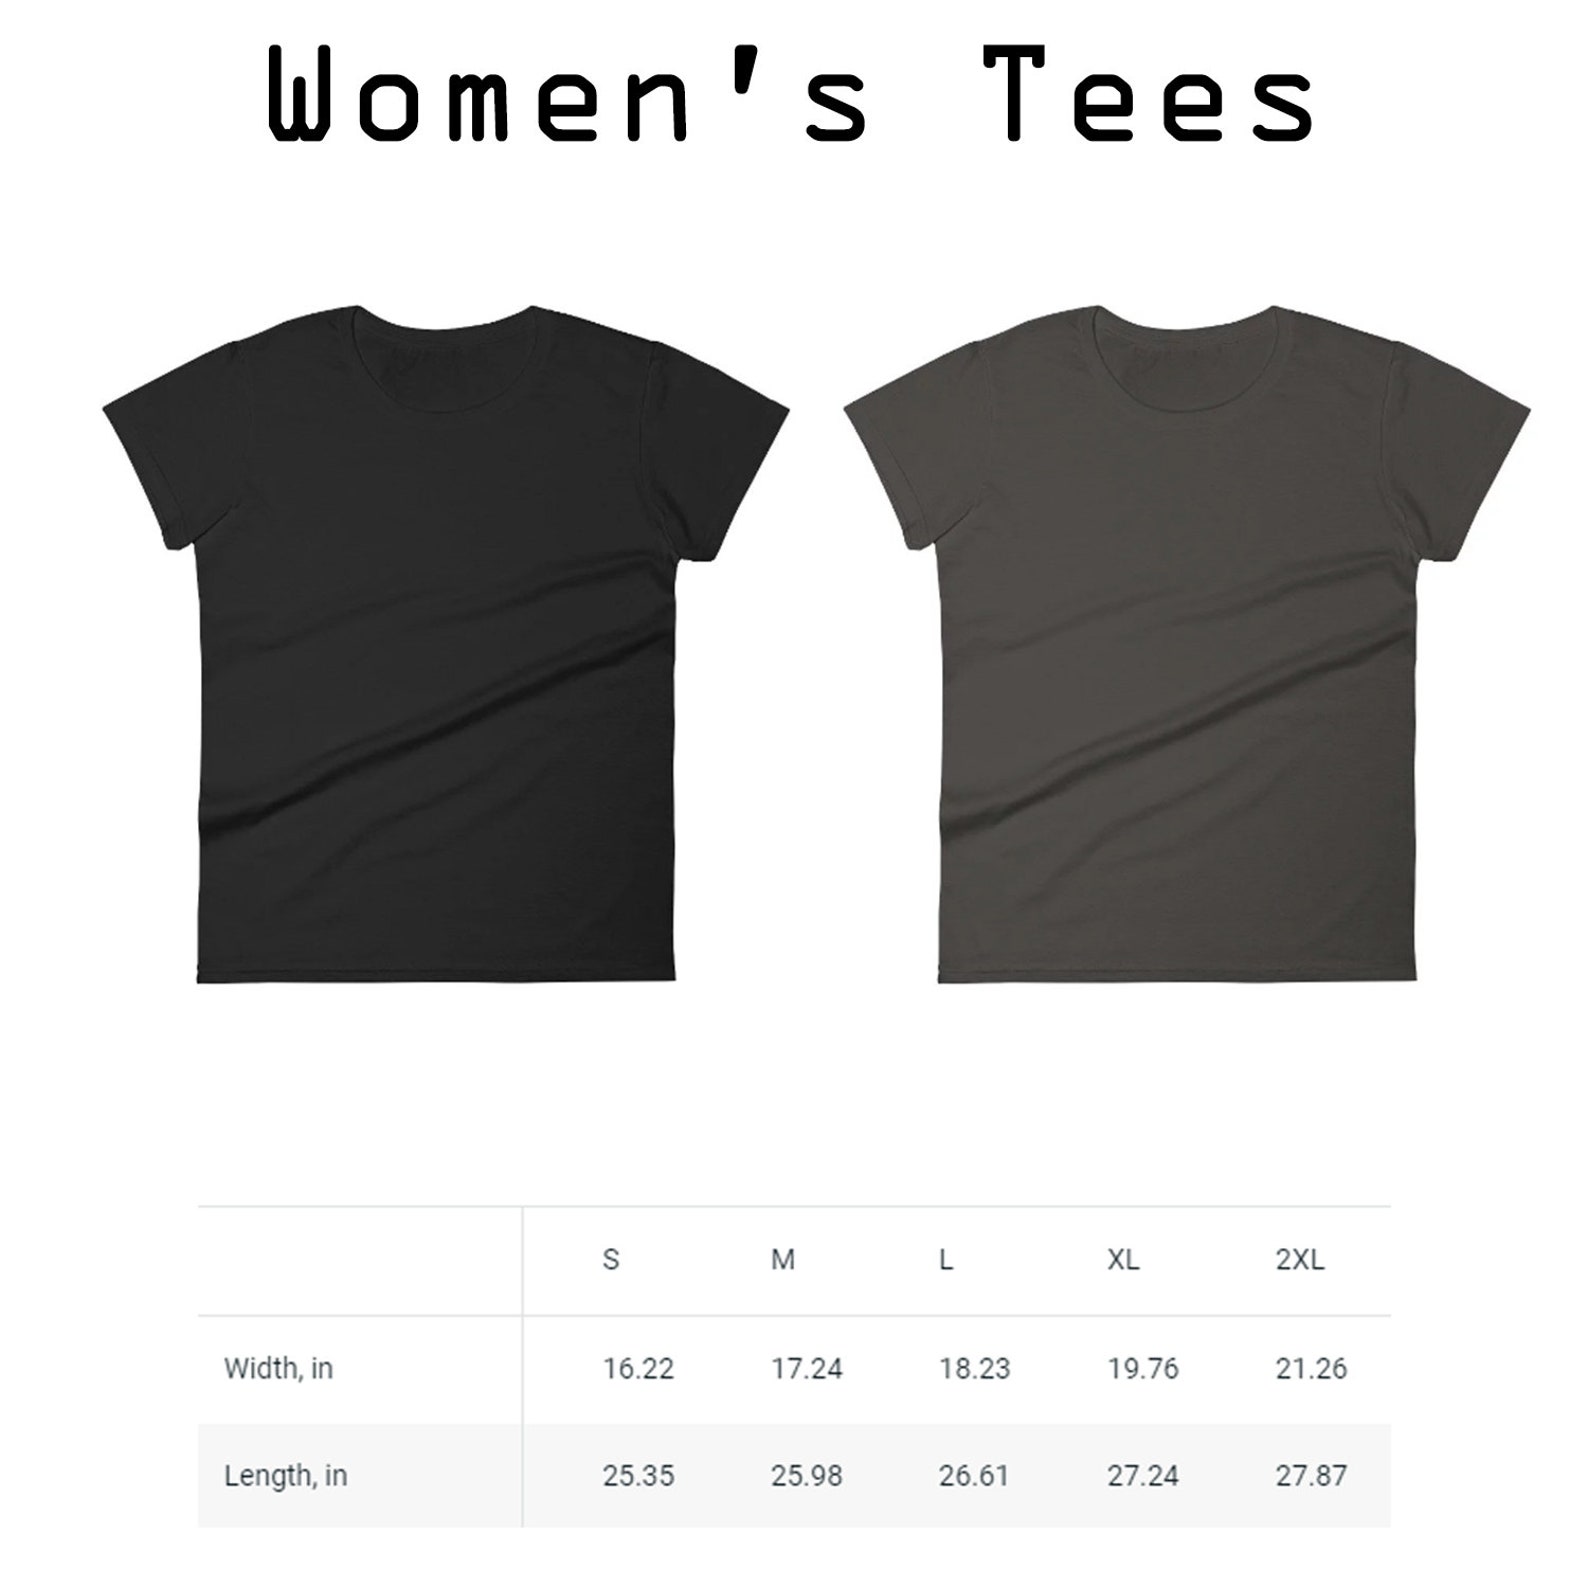 Women's Tees
S M L XL 2XL
Width, in 16.22 17.24 18.23 19.76 21.26
Length, in 25.35 25.98 26.61 27.24 27.87